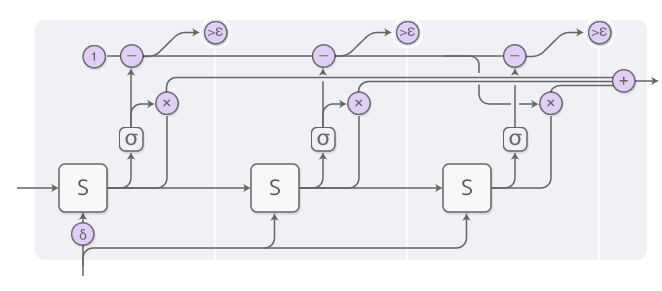 >ε >ε >ε
1 − − −
+
× × ×
σ σ σ
S S S
δ